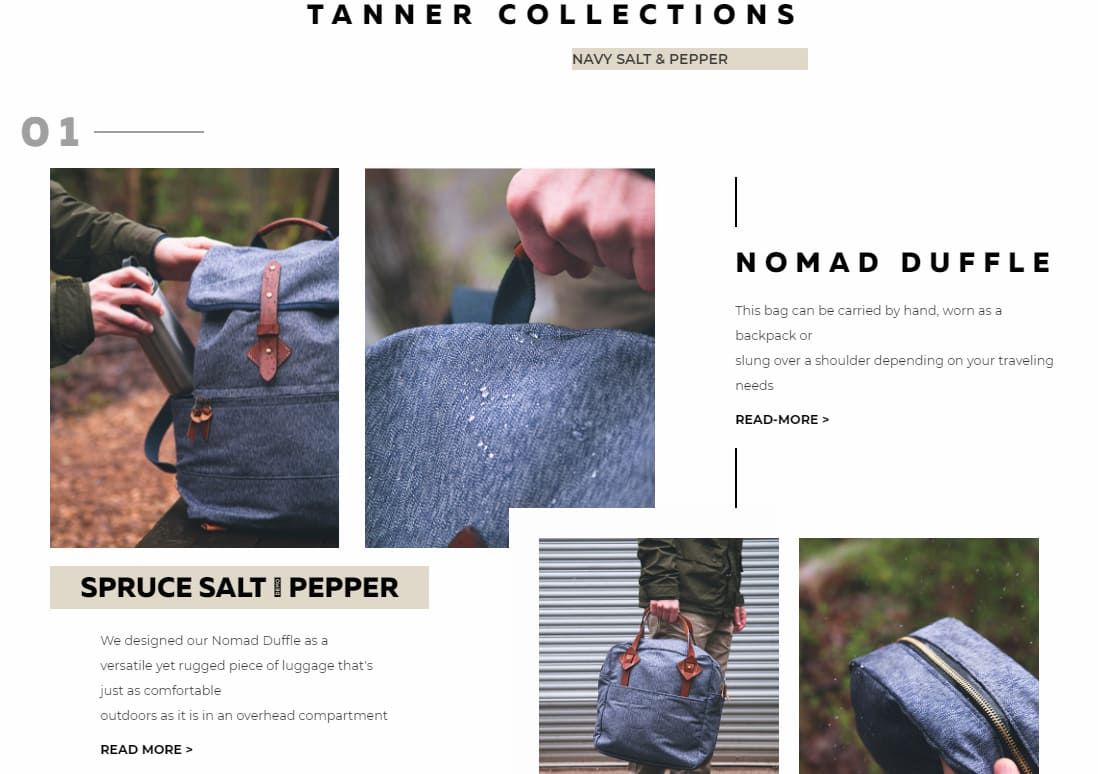 TANNER COLLECTIONS
NAVY SALT & PEPPER
01
NOMAD DUFFLE
This bag can be carried by hand, worn as a
backpack or
slung over a shoulder depending on your traveling
needs
READ-MORE >
SPRUCE SALT PEPPER
We designed our Nomad Duffle as a
versatile yet rugged piece of luggage that's
just as comfortable
outdoors as it is in an overhead compartment
READ MORE >